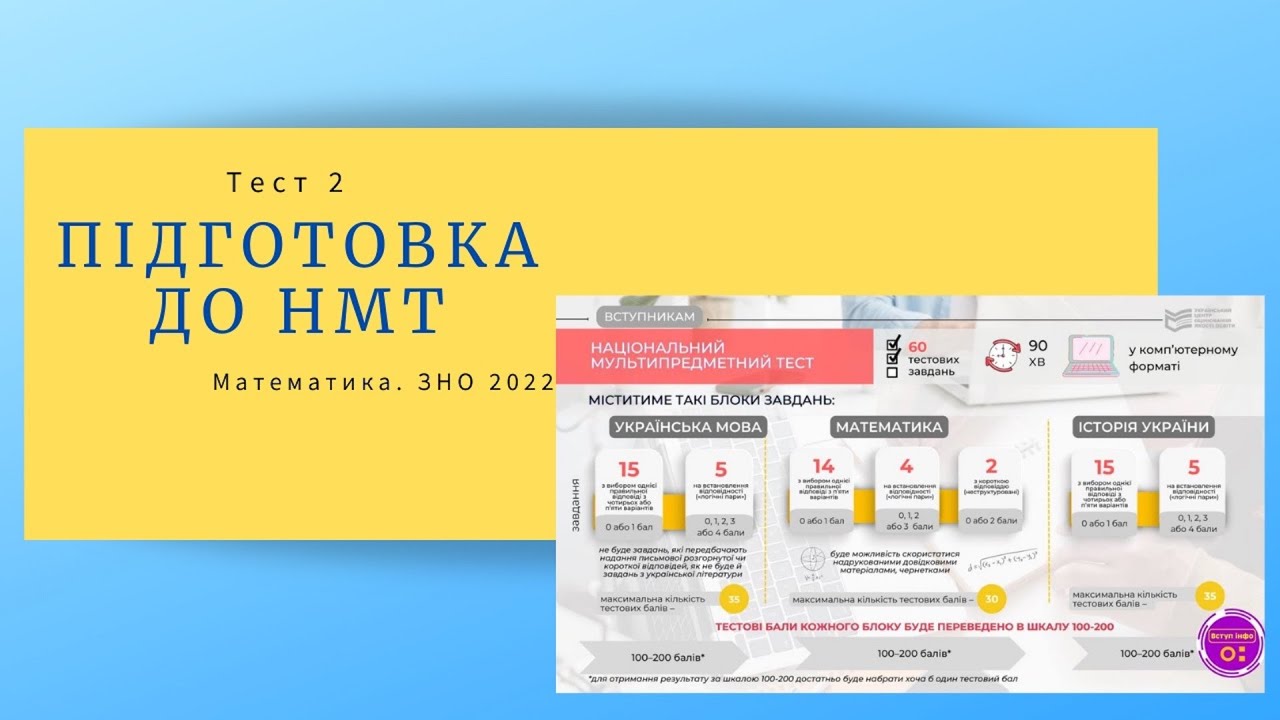 Тест 2
ПІДГОТОВКА
ДО НМТ
Математика. ЗНО 2022
ВСТУПНИКАМ
УКРАЇНСЬКИЙ
ЦЕНТР
ОЦІНЮВАННЯ
ЯКОСТІ ОСВІТИ
НАЦІОНАЛЬНИЙ
МУЛЬТИПРЕДМЕТНИЙ ТЕСТ
60
тестових
завдань
90
ХВ
у комп'ютерному
форматі
МІСТИТИМЕ ТАКІ БЛОКИ ЗАВДАНЬ:
завдання
УКРАЇНСЬКА МОВА
15
з вибором однієї
правильної
відповіді з
чотирьох або
п'яти варіантів
0 або 1 бал
5
на встановлення
відповідності
(«логічні пари»)
0, 1, 2, 3
або 4 бали
не буде завдань, які передбачають
надання письмової розгорнутої чи
короткої відповідей, як не буде й
завдань з української літератури
максимальна кількість
тестових балів –
35
МАТЕМАТИКА
14
з вибором однієї
правильної
відповіді з п'яти
варіантів
0 або 1 бал
4
на встановлення
відповідності
(«логічні пари»)
0, 1, 2
або 3 бали
2
з короткою
відповіддю
(неструктуровані)
0 або 2 бали
буде можливість скористатися
надрукованими довідковими
матеріалами, чернетками
максимальна кількість тестових балів –
30
ІСТОРІЯ УКРАЇНИ
15
з вибором однієї
правильної
відповіді з
чотирьох або
п'яти варіантів
0 або 1 бал
5
на встановлення
відповідності
(«логічні пари»)
0, 1, 2, 3
або 4 бали
максимальна кількість
тестових балів –
35
ТЕСТОВІ БАЛИ КОЖНОГО БЛОКУ БУДЕ ПЕРЕВЕДЕНО В ШКАЛУ 100-200
100–200 балів*
100–200 балів*
100–200 балів*
*для отримання результату за шкалою 100-200 достатньо буде набрати хоча б один тестовий бал
Вступ інфо